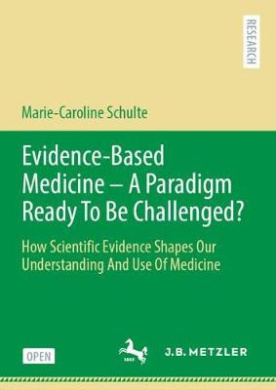 RESEARCH
Marie-Caroline Schulte
Evidence-Based
Medicine – A Paradigm
Ready To Be Challenged?
How Scientific Evidence Shapes Our
Understanding And Use Of Medicine
OPEN
J.B. METZLER